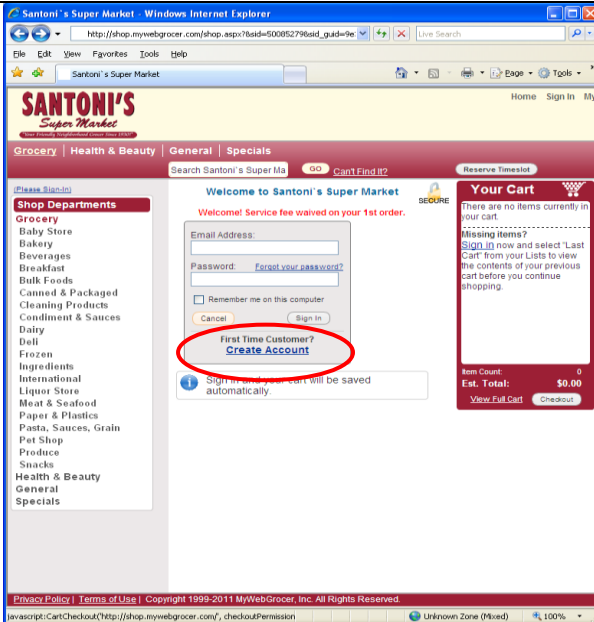 Santoni`s Super Market - Windows Internet Explorer
http://shop.mywebgrocer.com/shop.aspx?&sid=50085279&sid_guid=9e
Live Search
File Edit View Favorites Tools Help
Santoni`s Super Market
Page Tools
SANTONI'S
Super Market
"Your Friendly Neighborhood Grocer Since 1930"
Home Sign In My
Grocery | Health & Beauty | General | Specials
Search Santoni's Super Ma GO Can't Find It? Reserve Timeslot
(Please Sign-In)
Shop Departments
Grocery
Baby Store
Bakery
Beverages
Breakfast
Bulk Foods
Canned & Packaged
Cleaning Products
Condiment & Sauces
Dairy
Deli
Frozen
Ingredients
International
Liquor Store
Meat & Seafood
Paper & Plastics
Pasta, Sauces, Grain
Pet Shop
Produce
Snacks
Health & Beauty
General
Specials
Welcome to Santoni`s Super Market
SECURE
Welcome! Service fee waived on your 1st order.
Email Address:
Password: Forgot your password?
Remember me on this computer
Cancel Sign In
First Time Customer?
Create Account
Sign in and your cart will be saved
automatically.
Your Cart
There are no items currently in
your cart.
Missing items?
Sign in now and select "Last
Cart" from your Lists to view
the contents of your previous
cart before you continue
shopping.
Item Count: 0
Est. Total: $0.00
View Full Cart Checkout
Privacy Policy | Terms of Use | Copyright 1999-2011 MyWebGrocer, Inc. All Rights Reserved.
javascript:CartCheckout('http://shop.mywebgrocer.com/', checkoutPermission
Unknown Zone (Mixed) 100%